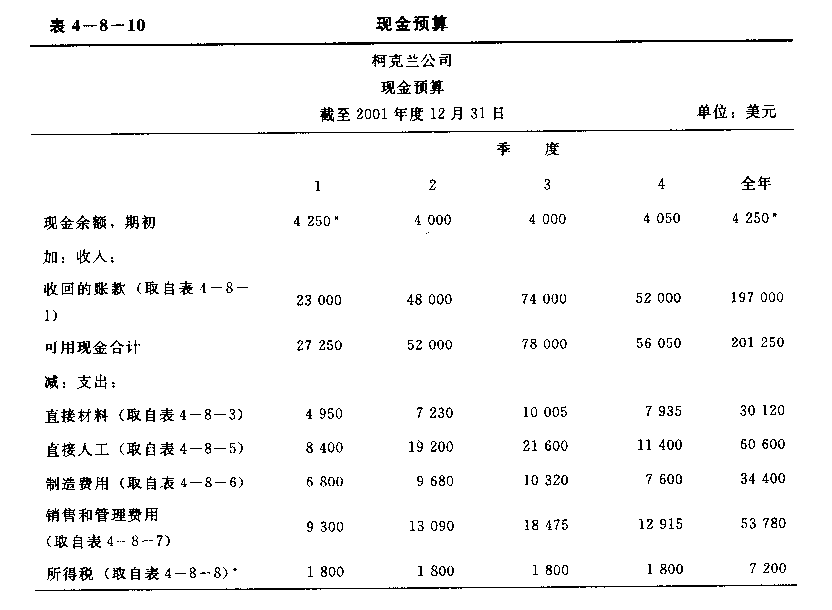 表4—8—10 现金预算
柯克兰公司
现金预算
截至2001年度12月31日 单位：美元
季 度
1 2 3 4 全年
现金余额，期初 4 250* 4 000 4 000 4 050 4 250*
加：收入：
收回的账款（取自表4—8— 23 000 48 000 74 000 52 000 197 000
1）
可用现金合计 27 250 52 000 78 000 56 050 201 250
减：支出：
直接材料（取自表4—8—3） 4 950 7 230 10 005 7 935 30 120
直接人工（取自表4—8—5） 8 400 19 200 21 600 11 400 60 600
制造费用（取自表4—8—6） 6 800 9 680 10 320 7 600 34 400
销售和管理费用 9 300 13 090 18 475 12 915 53 780
（取自表4—8—7）
所得税（取自表4—8—8）* 1 800 1 800 1 800 1 800 7 200